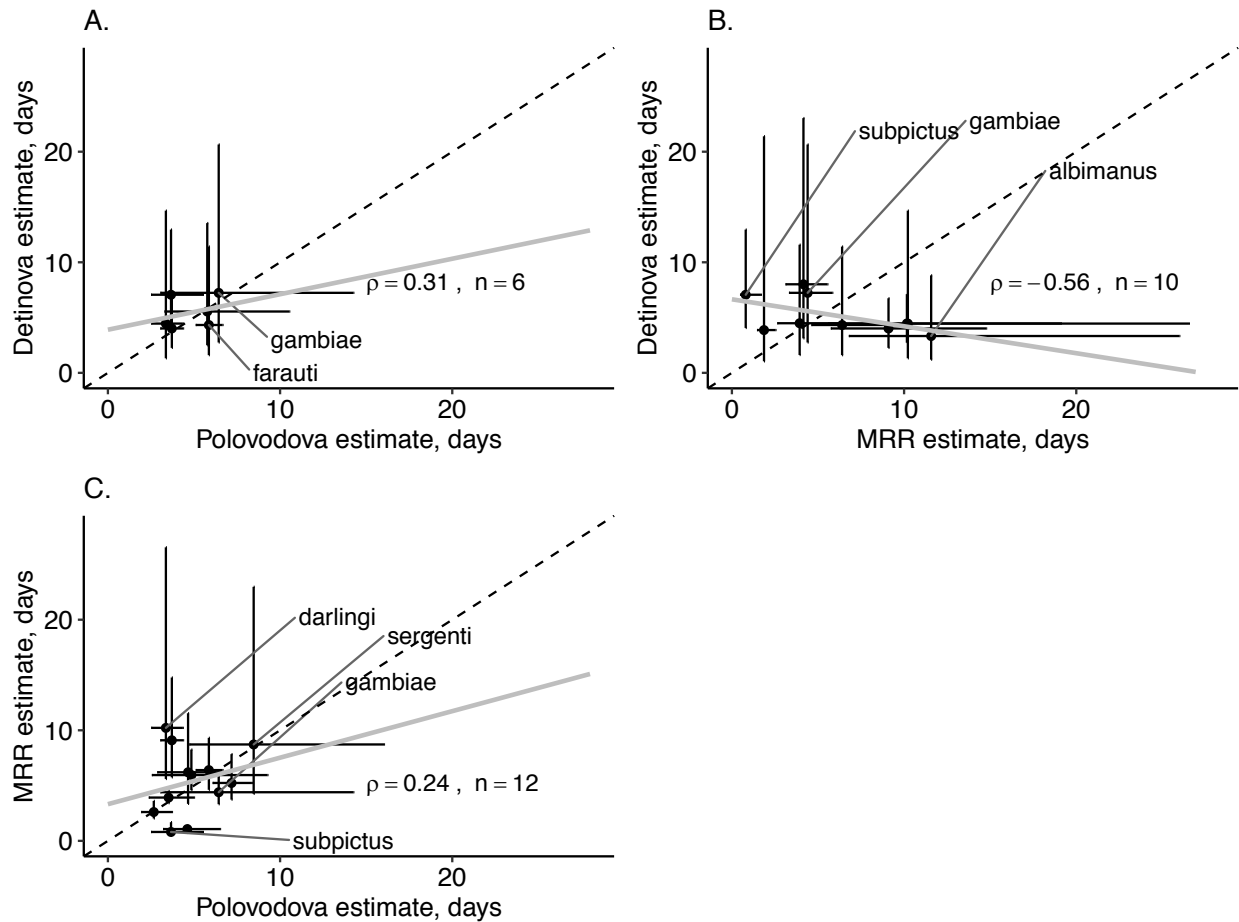 A.
Detinova estimate, days
20
10
0
ρ = 0.31 , n = 6
gambiae
farauti
0 10 20
Polovodova estimate, days
B.
Detinova estimate, days
20
10
0
subpictus
gambiae
albimanus
ρ = −0.56 , n = 10
0 10 20
MRR estimate, days
C.
MRR estimate, days
20
10
0
darlingi
sergenti
gambiae
ρ = 0.24 , n = 12
subpictus
0 10 20
Polovodova estimate, days